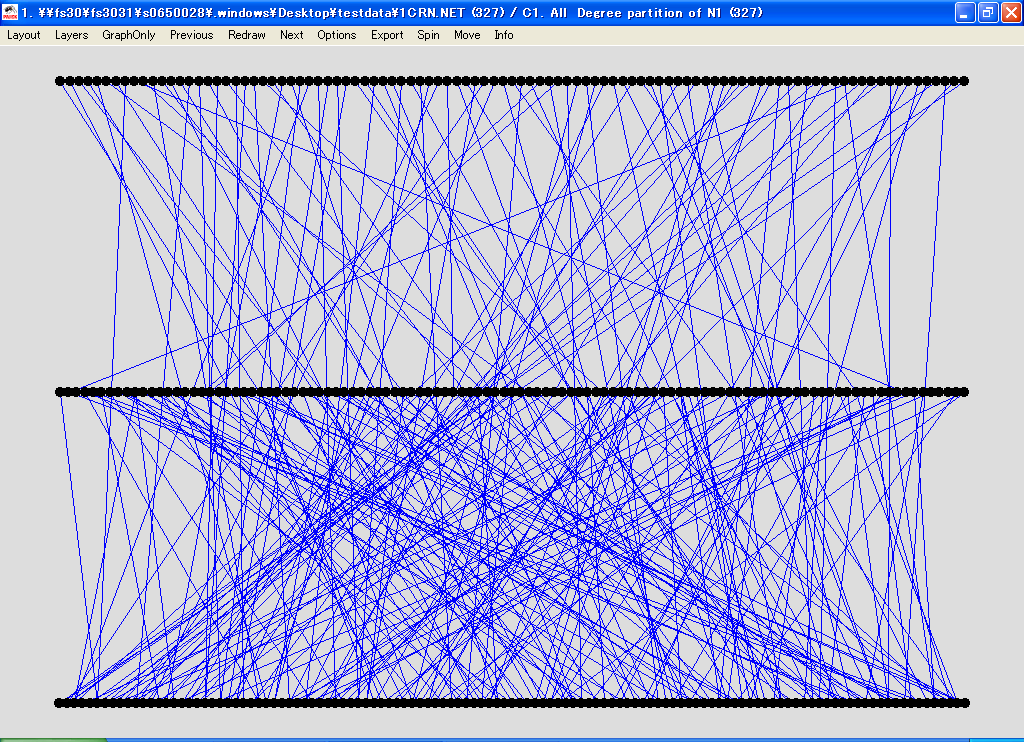 1. ¥¥fs30¥fs3031¥s0650028¥.windows¥Desktop¥testdata¥1CRN.NET (327) / C1. All Degree partition of N1 (327)
Layout Layers GraphOnly Previous Redraw Next Options Export Spin Move Info